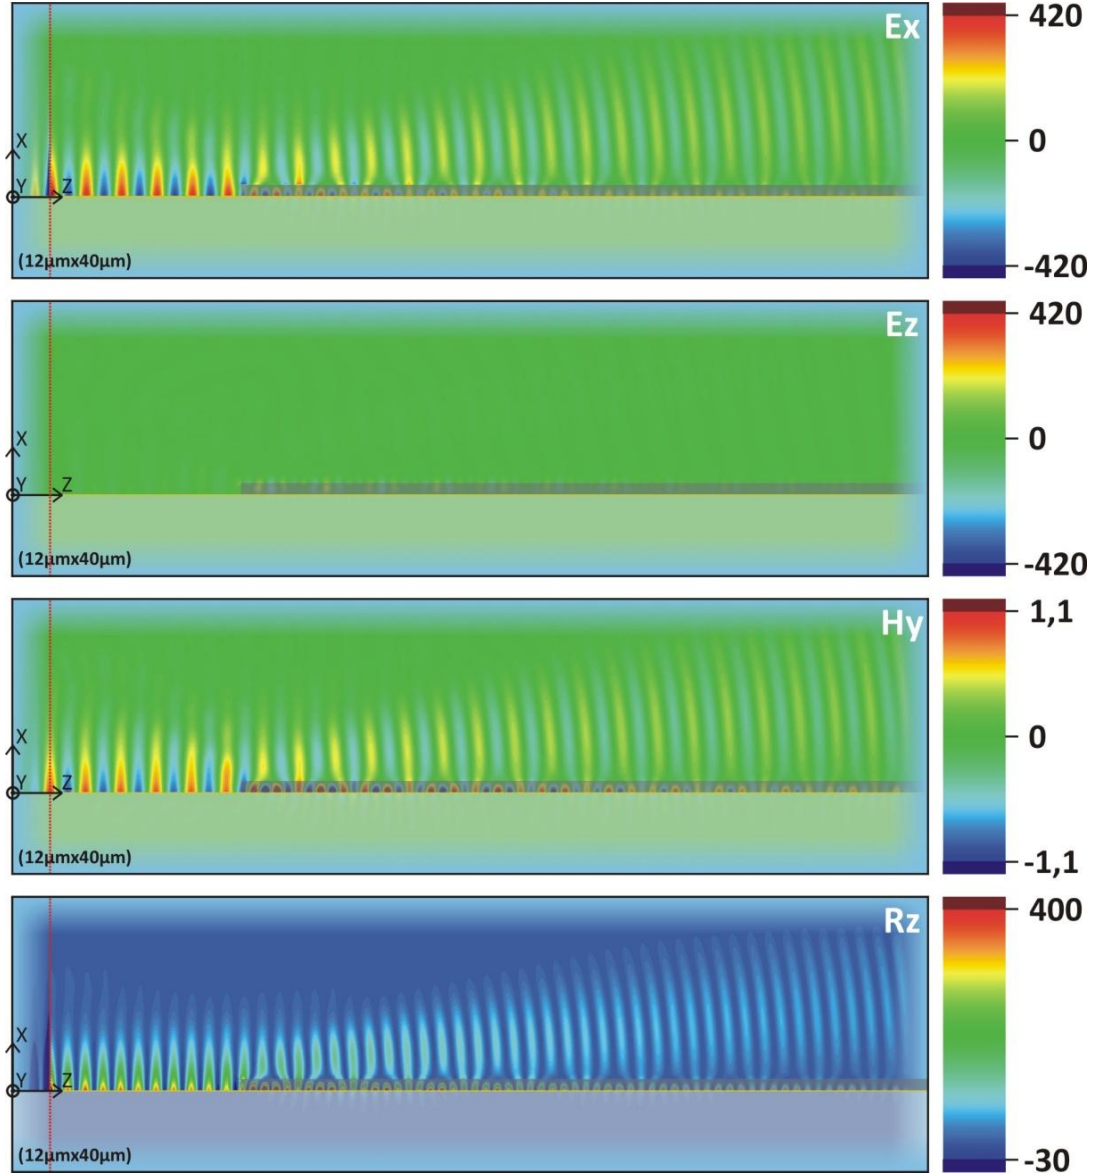 Ex
420
X
0
Y
Z
(12µmx40µm)
-420
Ez
420
X
0
Y
Z
(12µmx40µm)
-420
Hy
1,1
X
0
Y
Z
(12µmx40µm)
-1,1
Rz
400
X
Y
Z
(12µmx40µm)
-30